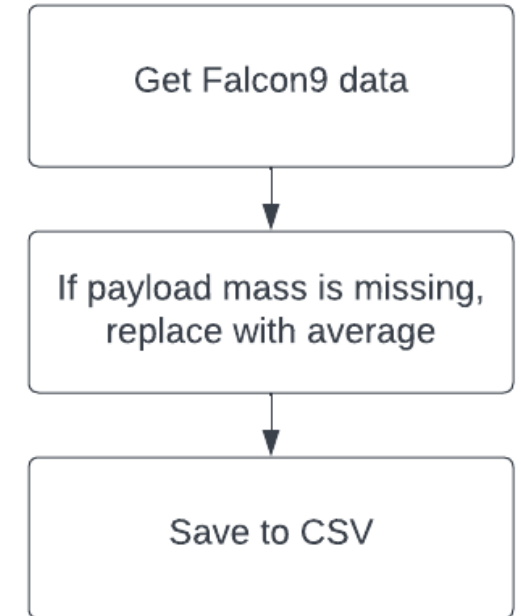 Get Falcon9 data
If payload mass is missing,
replace with average
Save to CSV